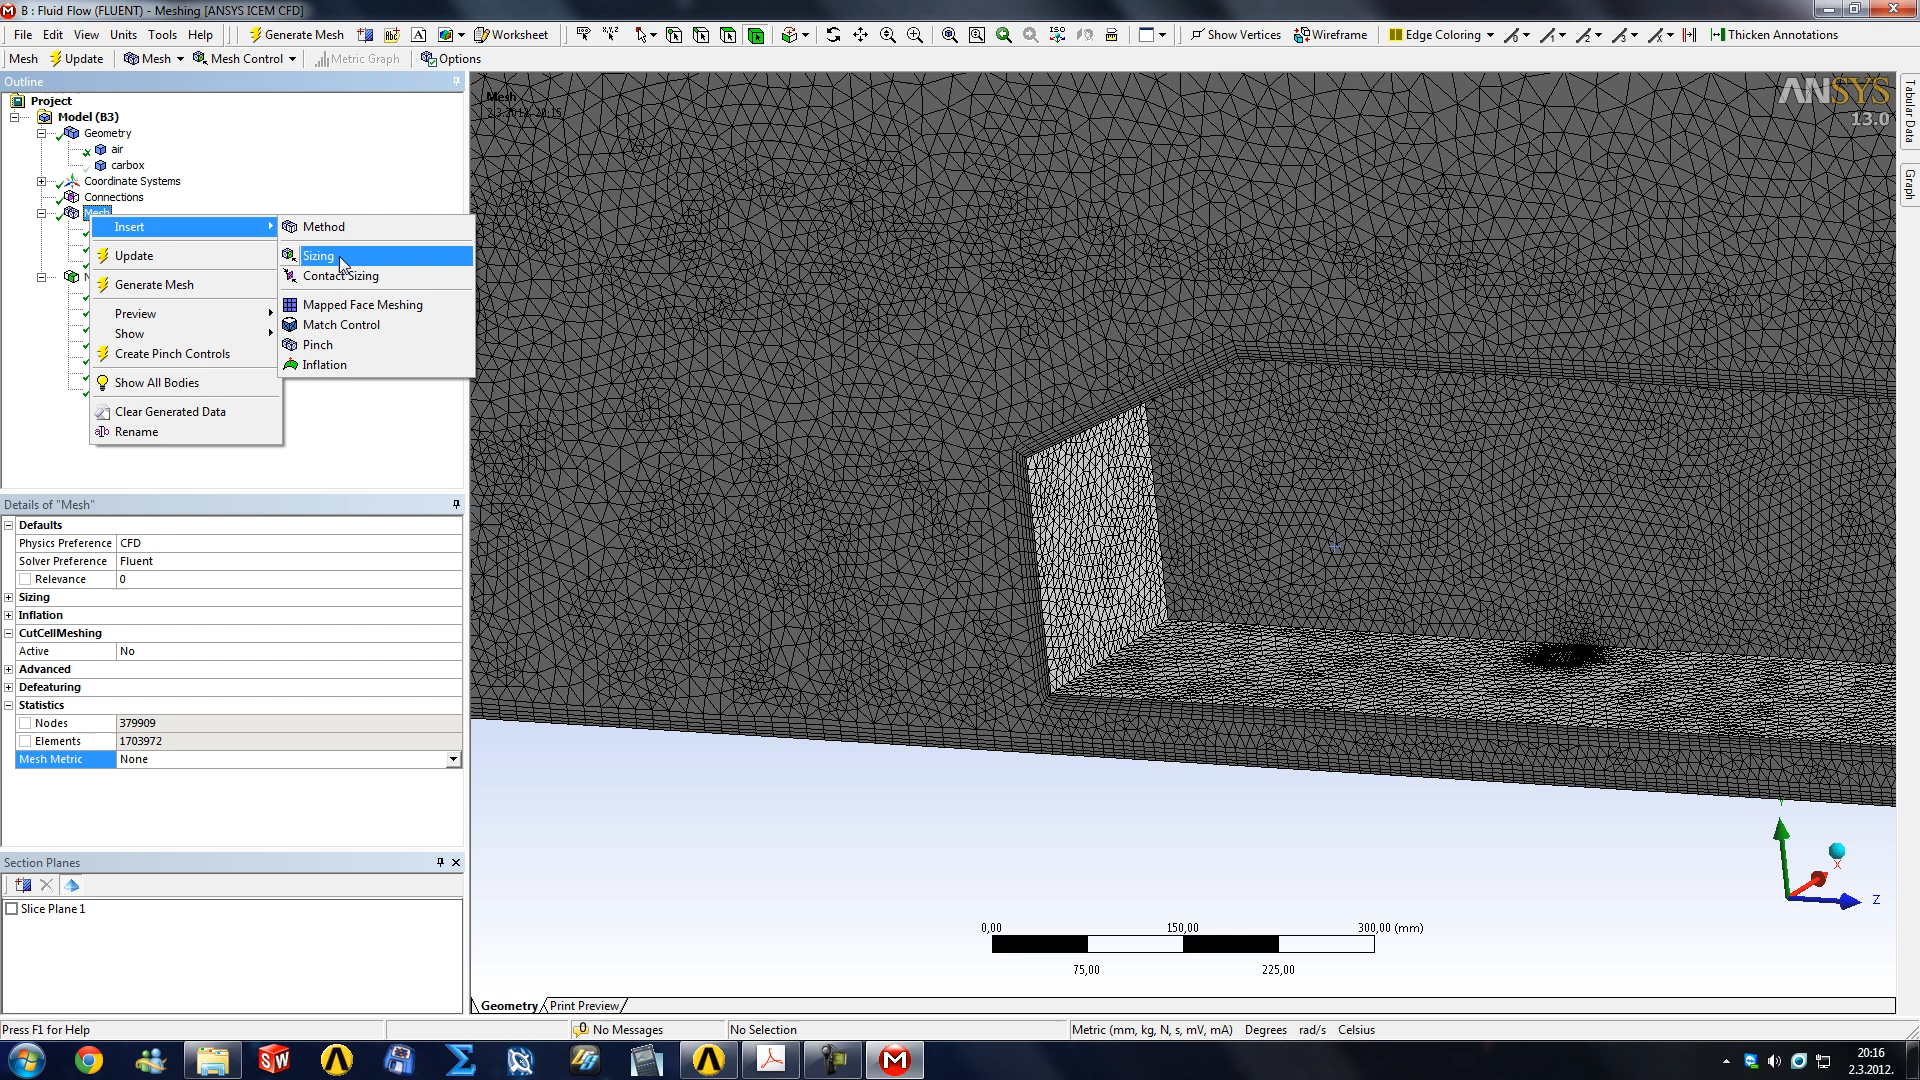 B : Fluid Flow (FLUENT) - Meshing [ANSYS ICEM CFD]
File Edit View Units Tools Help Generate Mesh Worksheet Show Vertices Wireframe Edge Coloring Thicken Annotations
Mesh Update Mesh Mesh Control Metric Graph Options
Outline
Project
Model (B3)
Geometry
air
carbox
Coordinate Systems
Connections
Mesh
Insert
Update
Generate Mesh
Preview
Show
Create Pinch Controls
Show All Bodies
Clear Generated Data
Rename
Method
Sizing
Contact Sizing
Mapped Face Meshing
Match Control
Pinch
Inflation
Details of "Mesh"
Defaults
Physics Preference CFD
Solver Preference Fluent
Relevance 0
Sizing
Inflation
CutCellMeshing
Active No
Advanced
Defeaturing
Statistics
Nodes 379909
Elements 1703972
Mesh Metric None
Section Planes
Slice Plane 1
Mesh
2.3.2012. 20:15
ANSYS
13.0
Tabular Data
Graph
Y
X
Z
0,00 150,00 300,00 (mm)
75,00 225,00
Geometry Print Preview
Press F1 for Help 0 No Messages No Selection Metric (mm, kg, N, s, mV, mA) Degrees rad/s Celsius
20:16
2.3.2012.